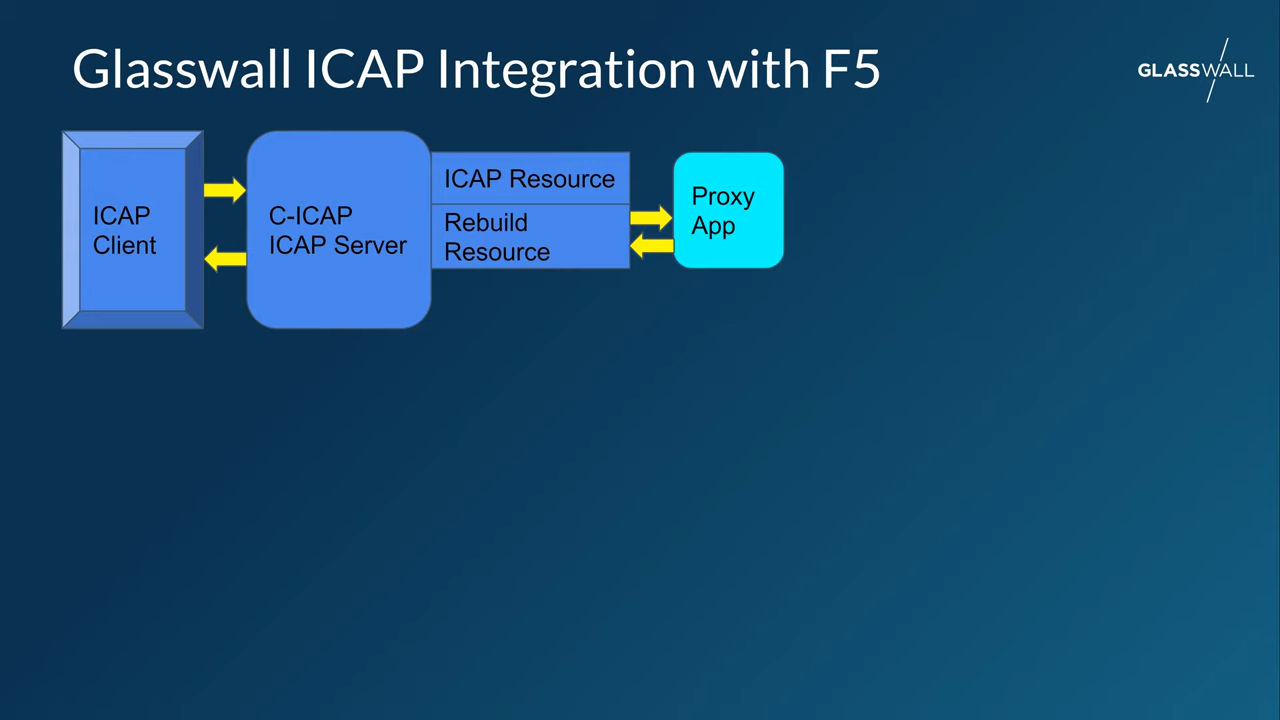 Glasswall ICAP Integration with F5
GLASSWALL
ICAP
Client
C-ICAP
ICAP Server
ICAP Resource
Rebuild
Resource
Proxy
App